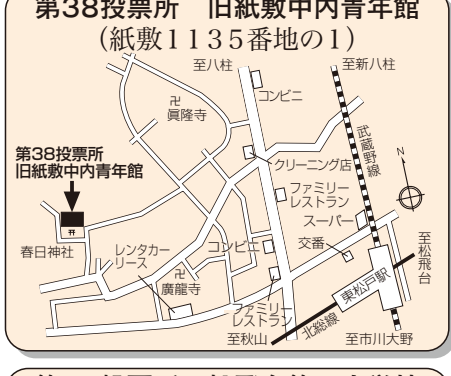 第38投票所 旧紙敷中内青年館
(紙敷1135番地の1)
至八柱
至新八柱
コンビニ
卍
眞隆寺
武蔵野線
N
第38投票所
旧紙敷中内青年館
クリーニング店
ファミリー
レストラン
スーパー
春日神社
レンタカー
リース
コンビニ
交番
至松飛台
卍
廣龍寺
東松戸駅
ファミリー
レストラン
至秋山
北総線
至市川大野